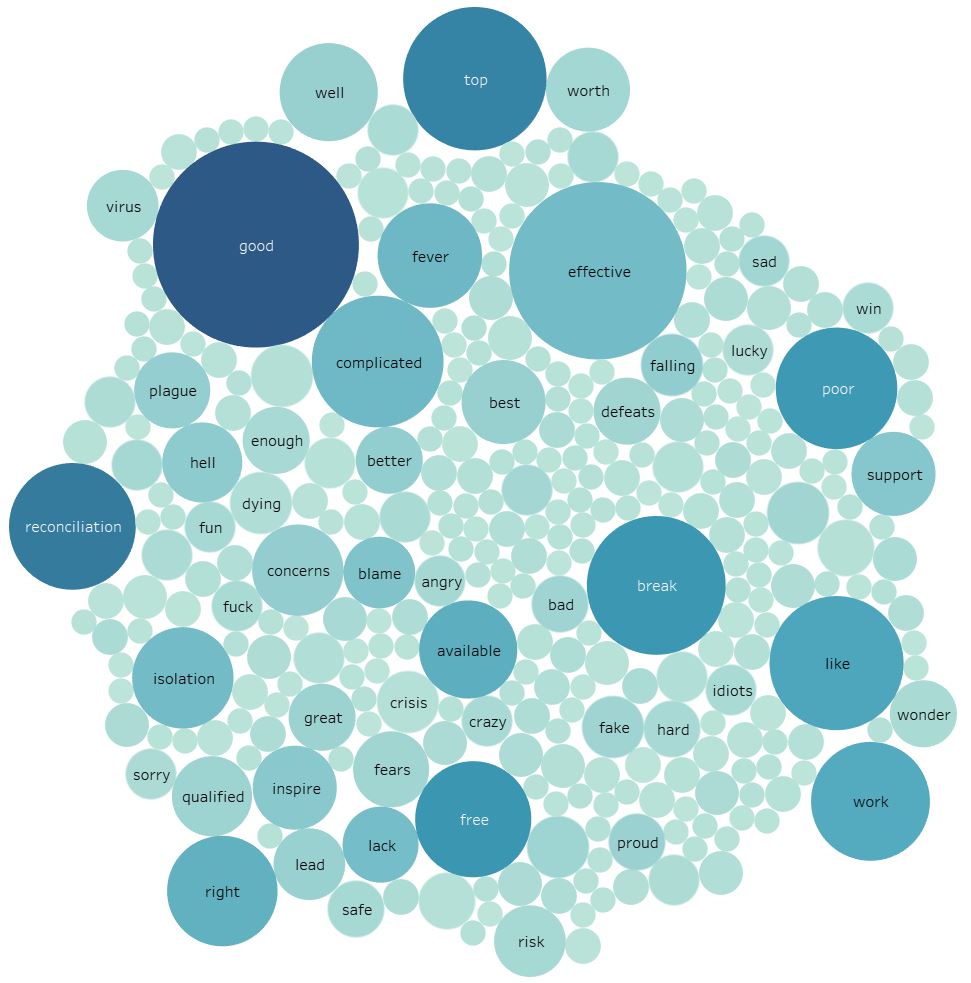 top
well
worth
virus
good
fever
effective
sad
win
complicated
lucky
falling
plague
poor
best
defeats
enough
better
hell
support
dying
reconciliation
fun
concerns
blame
angry
break
bad
fuck
available
like
isolation
idiots
crisis
great
crazy
wonder
fake
hard
fears
sorry
inspire
qualified
work
free
proud
lack
lead
right
safe
risk